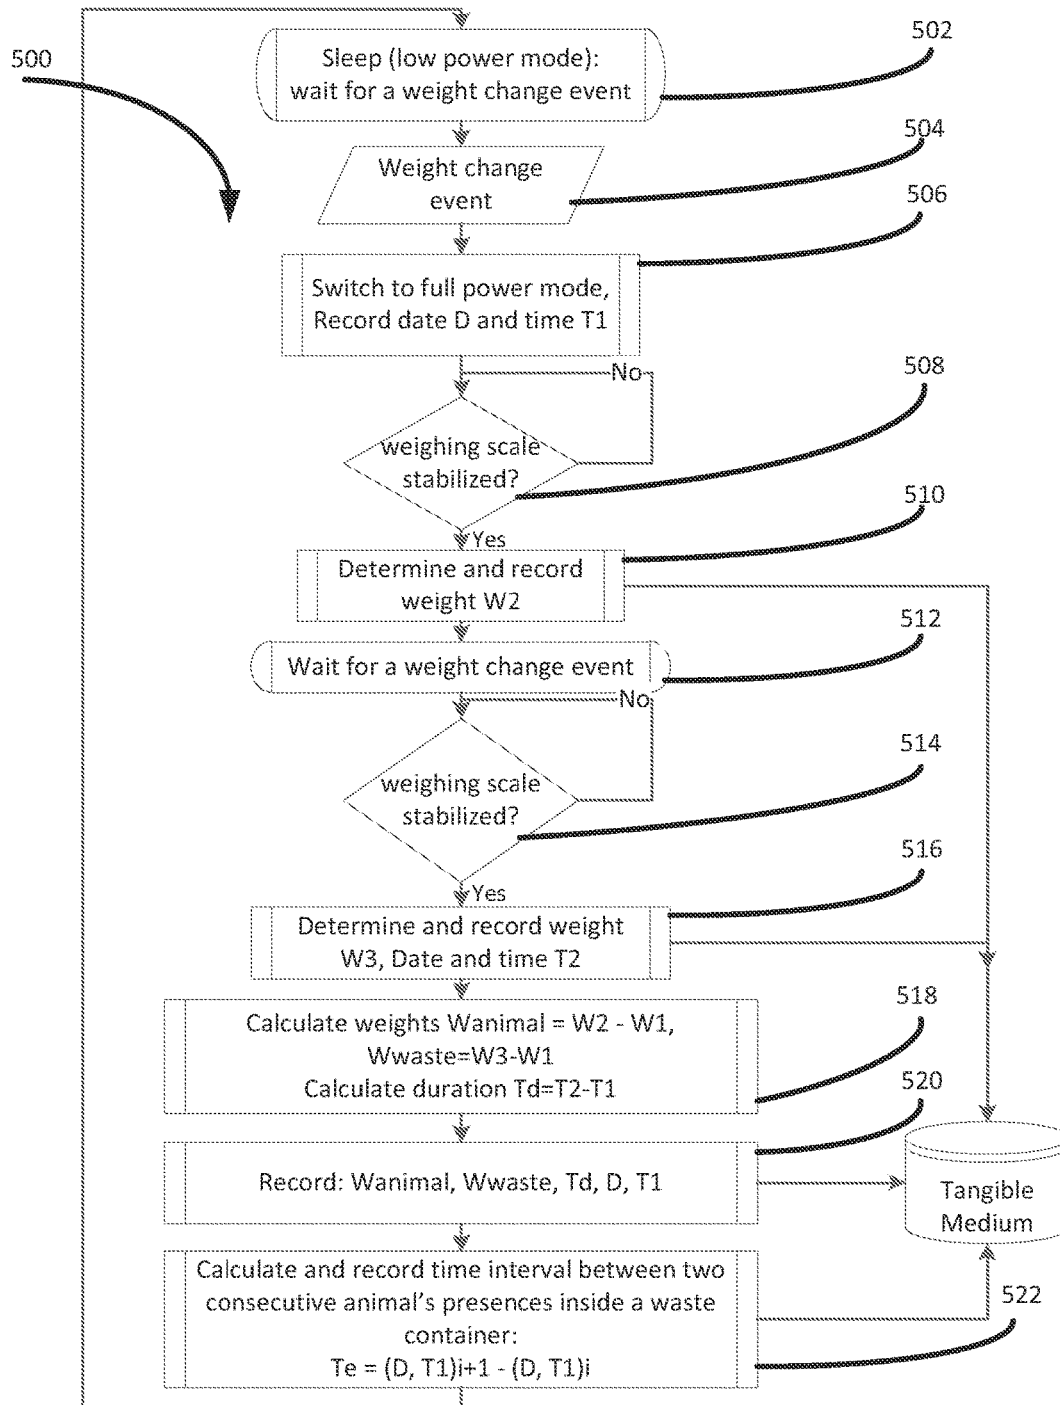 500
Sleep (low power mode):
wait for a weight change event
502
Weight change
event
504
506
Switch to full power mode,
Record date D and time T1
No
508
weighing scale
stabilized?
Yes
510
Determine and record
weight W2
512
Wait for a weight change event
No
514
weighing scale
stabilized?
Yes
516
Determine and record weight
W3, Date and time T2
518
Calculate weights Wanimal = W2 - W1,
Wwaste=W3-W1
Calculate duration Td=T2-T1
520
Record: Wanimal, Wwaste, Td, D, T1
Tangible
Medium
Calculate and record time interval between two
consecutive animal's presences inside a waste
container:
Te = (D, T1)i+1 - (D, T1)i
522